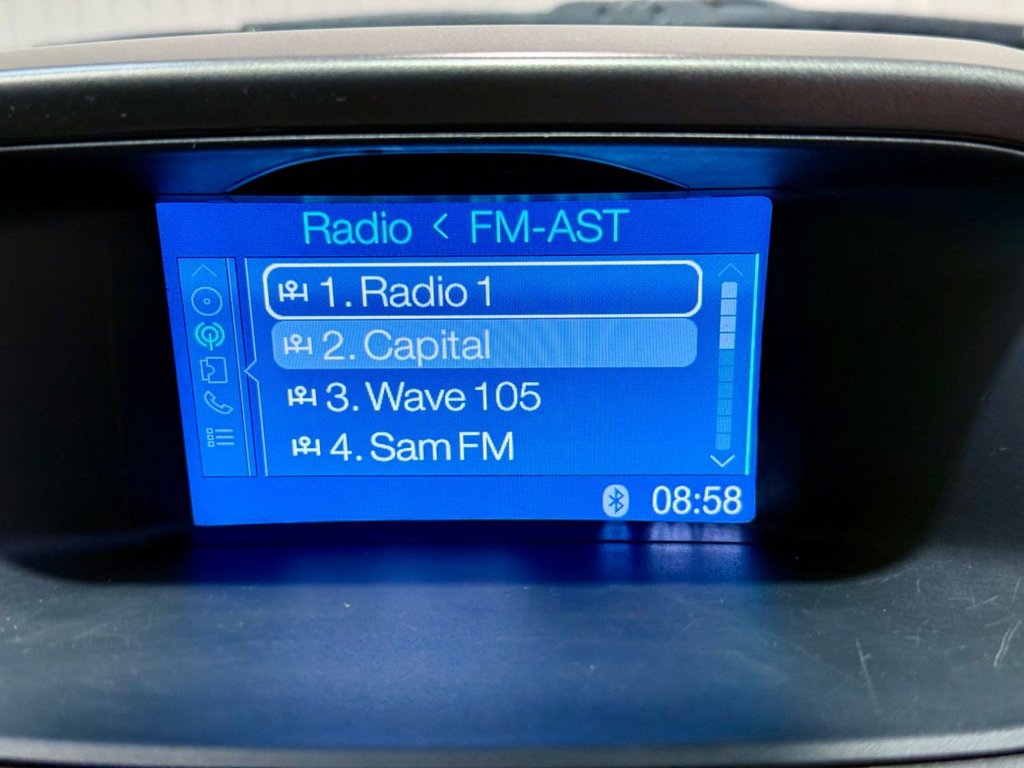 Radio < FM-AST
1. Radio 1
2. Capital
3. Wave 105
4. Sam FM
08:58